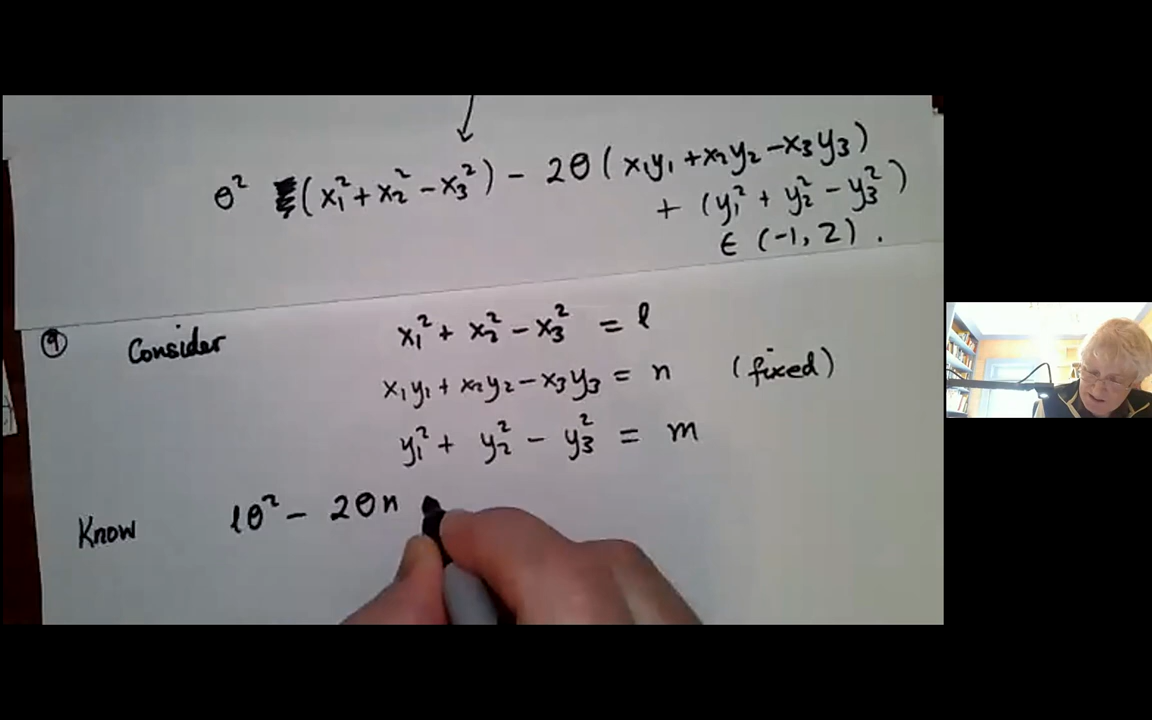 θ² (x₁² + x₂² − x₃²) − 2θ (x₁y₁ + x₂y₂ − x₃y₃)
+ (y₁² + y₂² − y₃²)
∈ (−1, 2) .
⑨ Consider x₁² + x₂² − x₃² = l
x₁y₁ + x₂y₂ − x₃y₃ = n (fixed)
y₁² + y₂² − y₃² = m
Know lθ² − 2θn